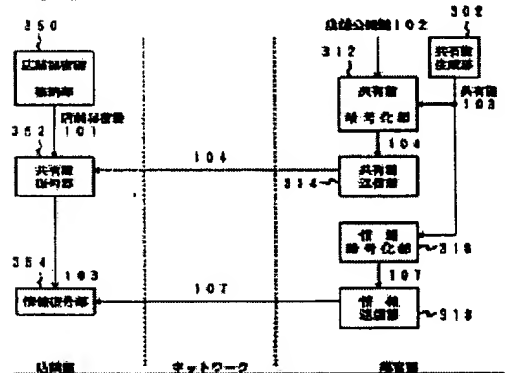 350
店舗公開鍵102
302
312
店舗秘密鍵
格納部
共有鍵
生成部
共有鍵
暗号化部
共有鍵
103
店舗秘密鍵
352
101
104
104
共有鍵
復号部
共有鍵
送信部
314
情報
暗号化部
316
354
103
107
107
情報復号部
情報
送信部
318
店舗側
ネットワーク
顧客側